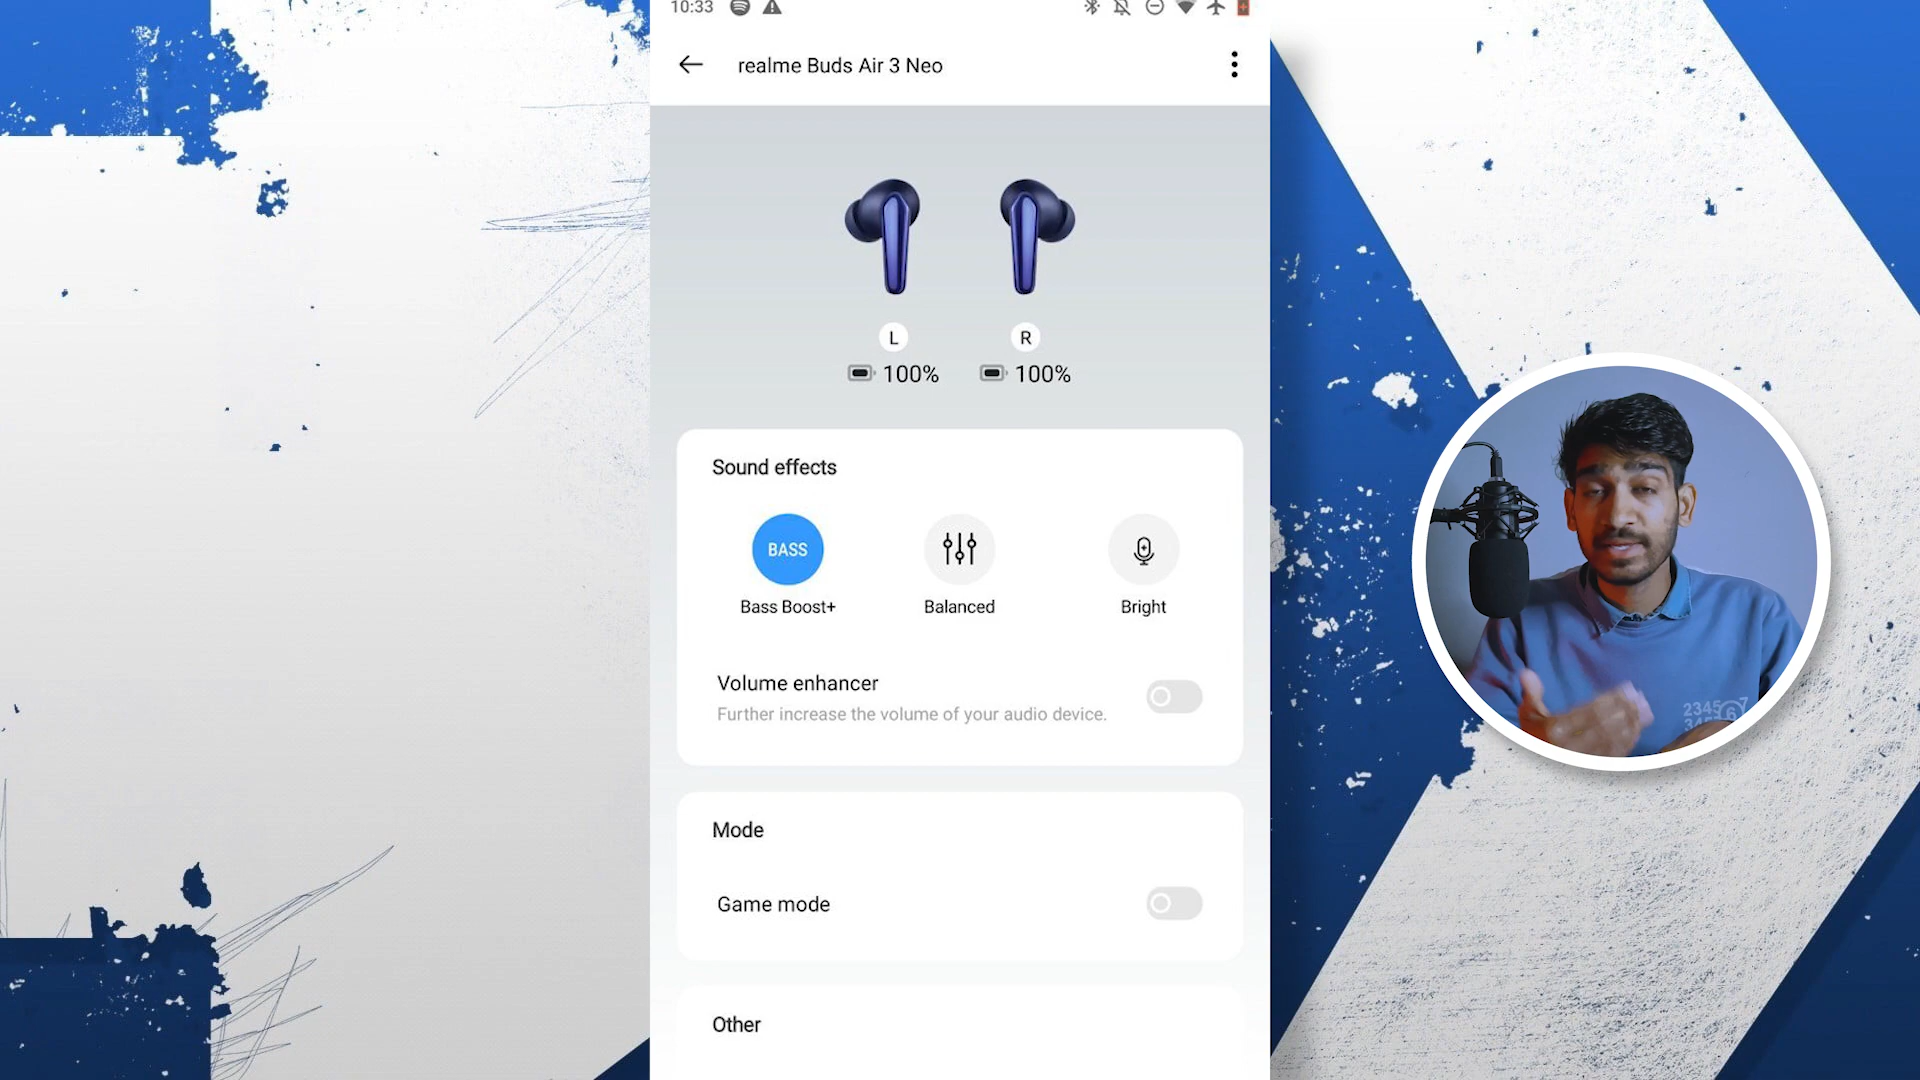 10:33
realme Buds Air 3 Neo
L
R
100%
100%
Sound effects
BASS
Bass Boost+
Balanced
Bright
Volume enhancer
Further increase the volume of your audio device.
Mode
Game mode
Other